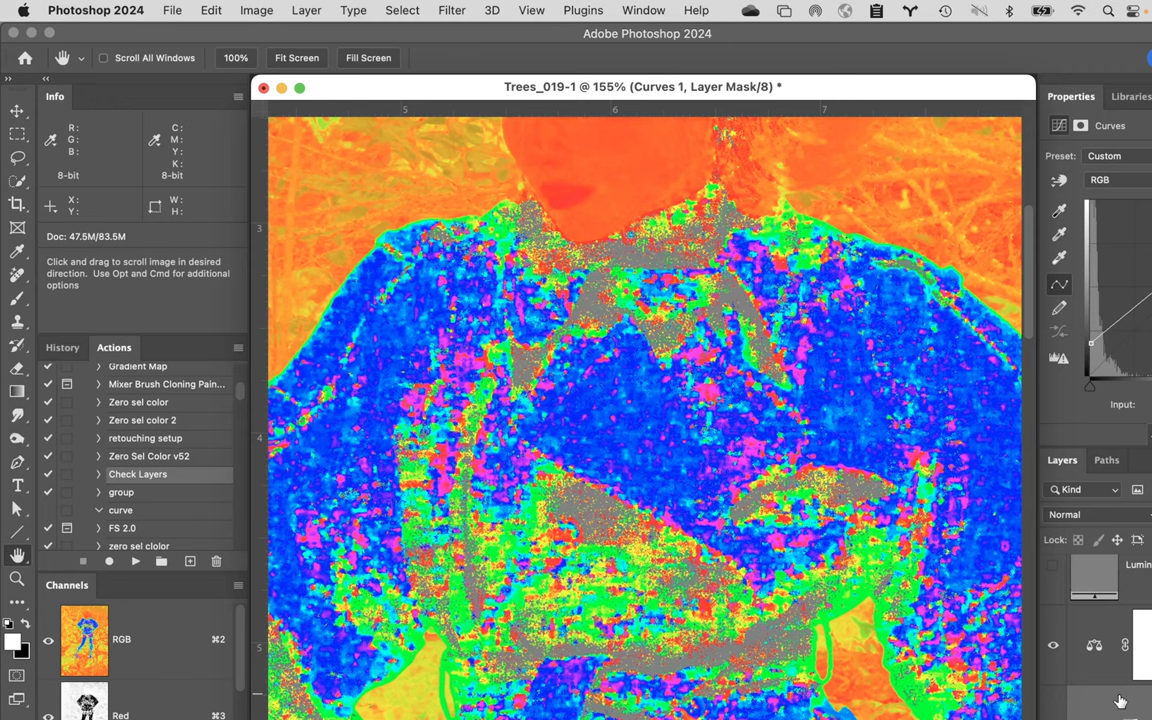 Photoshop 2024 File Edit Image Layer Type Select Filter 3D View Plugins Window Help
Adobe Photoshop 2024
Scroll All Windows 100% Fit Screen Fill Screen
Info
R:
G:
B:
8-bit
C:
M:
Y:
K:
8-bit
X:
Y:
W:
H:
Doc: 47.5M/83.5M
Click and drag to scroll image in desired
direction. Use Opt and Cmd for additional
options
History Actions
Gradient Map
Mixer Brush Cloning Pain...
Zero sel color
Zero sel color 2
retouching setup
Zero Sel Color v52
Check Layers
group
curve
FS 2.0
zero sel clolor
Channels
RGB ⌘2
Red ⌘3
Trees_019-1 @ 155% (Curves 1, Layer Mask/8) *
5 6 7
3
4
5
Properties Libraries
Curves
Preset: Custom
RGB
Input:
Layers Paths
Kind
Normal
Lock:
Lumin